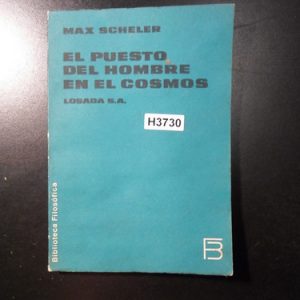 MAX SCHELER
EL PUESTO
DEL HOMBRE
EN EL COSMOS
LOSADA S.A.
H3730
Biblioteca Filosófica